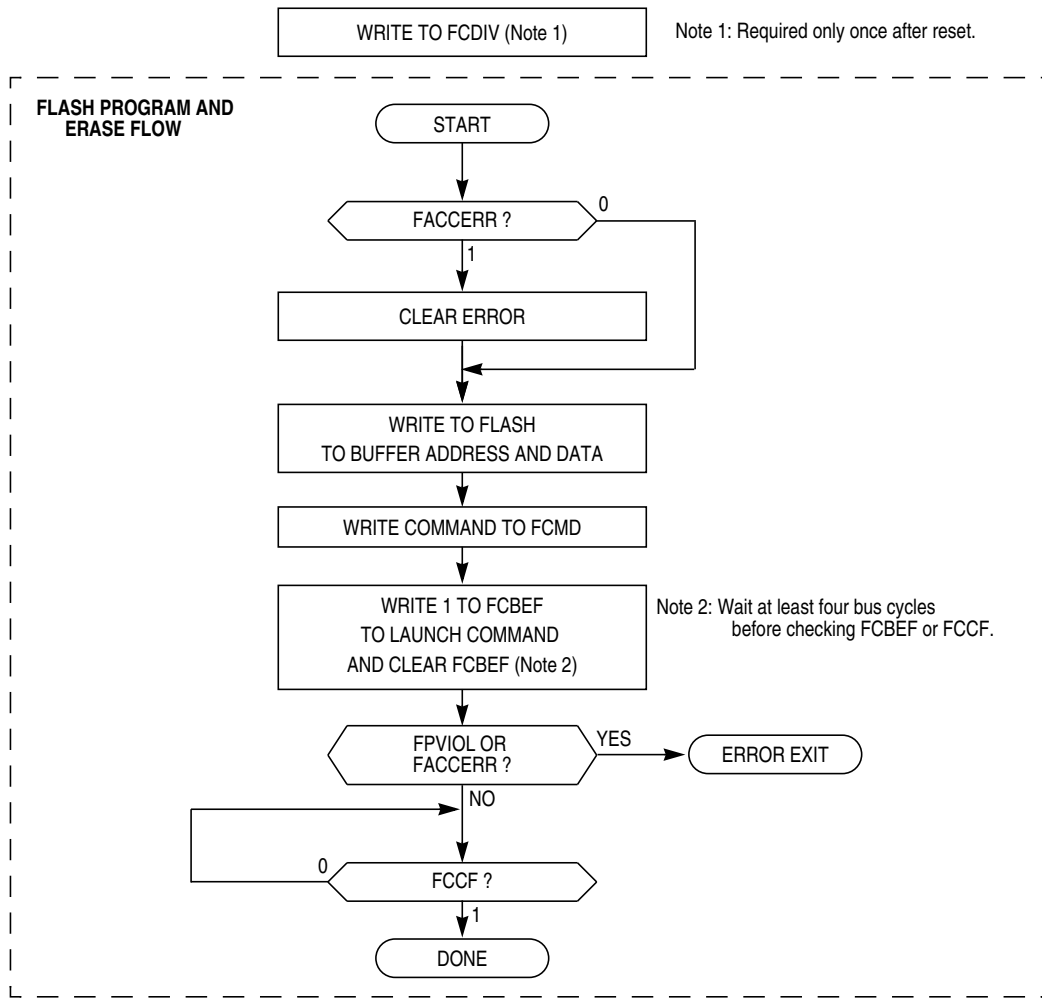 WRITE TO FCDIV (Note 1)
Note 1: Required only once after reset.
FLASH PROGRAM AND
ERASE FLOW
START
FACCERR ?
0
1
CLEAR ERROR
WRITE TO FLASH
TO BUFFER ADDRESS AND DATA
WRITE COMMAND TO FCMD
WRITE 1 TO FCBEF
TO LAUNCH COMMAND
AND CLEAR FCBEF (Note 2)
Note 2: Wait at least four bus cycles
before checking FCBEF or FCCF.
FPVIOL OR
FACCERR ?
YES
ERROR EXIT
NO
0
FCCF ?
1
DONE